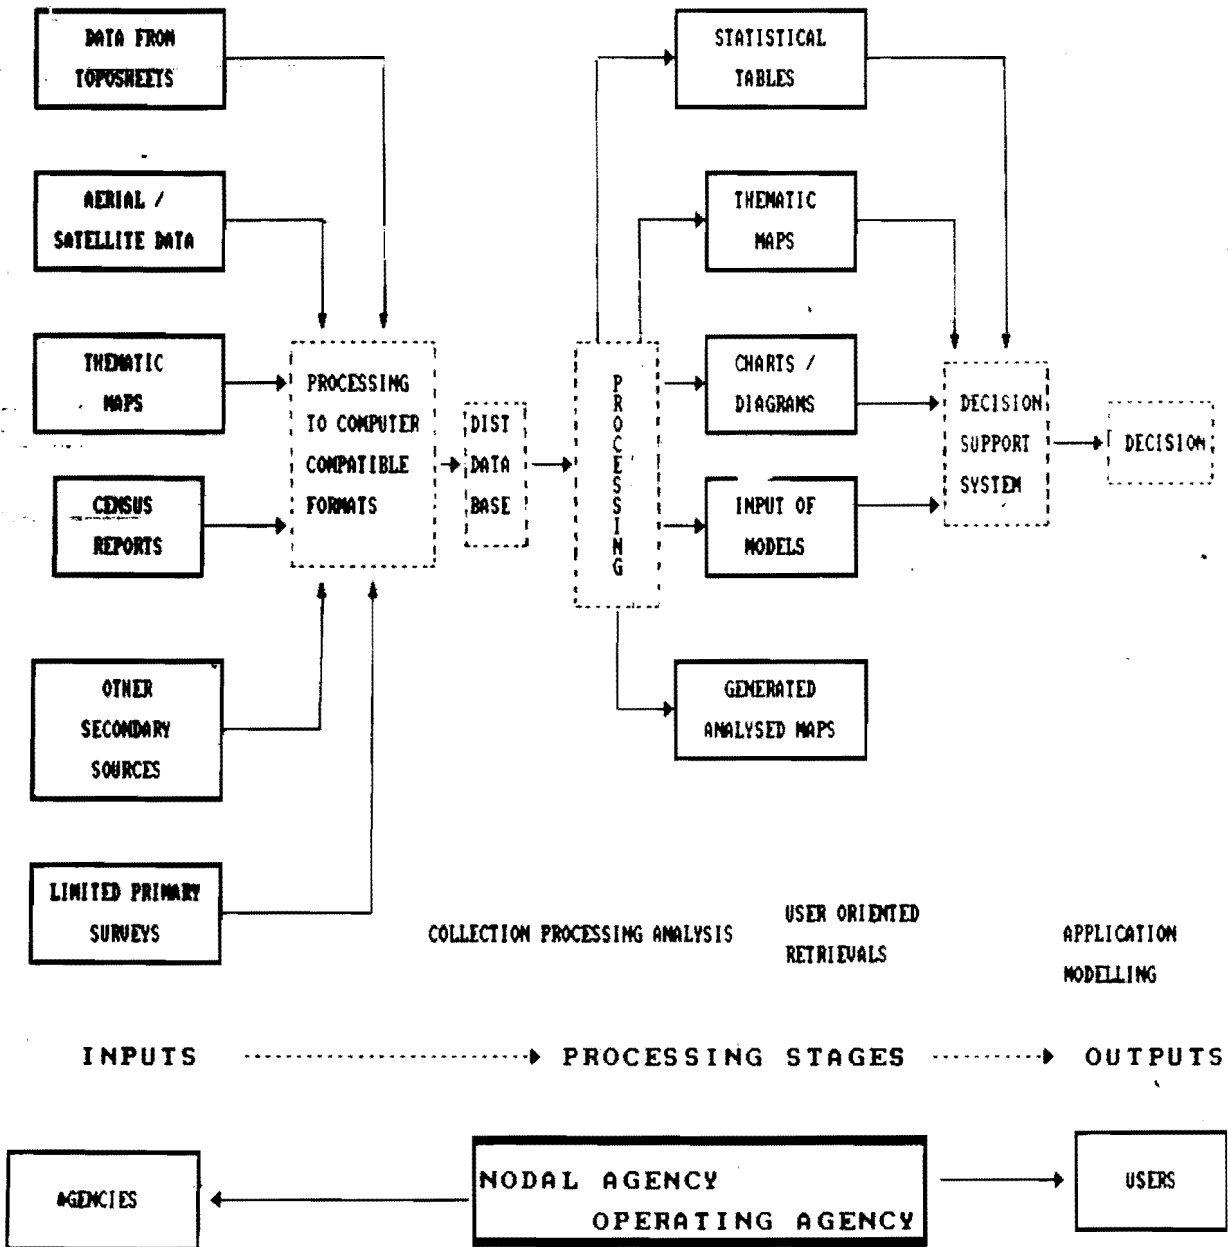 DATA FROM
TOPOSHEETS
AERIAL /
SATELLITE DATA
THEMATIC
MAPS
CENSUS
REPORTS
OTHER
SECONDARY
SOURCES
LIMITED PRIMARY
SURVEYS
PROCESSING
TO COMPUTER
COMPATIBLE
FORMATS
DIST
DATA
BASE
PROCESSING
STATISTICAL
TABLES
THEMATIC
MAPS
CHARTS /
DIAGRAMS
INPUT OF
MODELS
GENERATED
ANALYSED MAPS
DECISION
SUPPORT
SYSTEM
DECISION
COLLECTION PROCESSING ANALYSIS
USER ORIENTED
RETRIEVALS
APPLICATION
MODELLING
INPUTS
PROCESSING STAGES
OUTPUTS
AGENCIES
NODAL AGENCY
OPERATING AGENCY
USERS